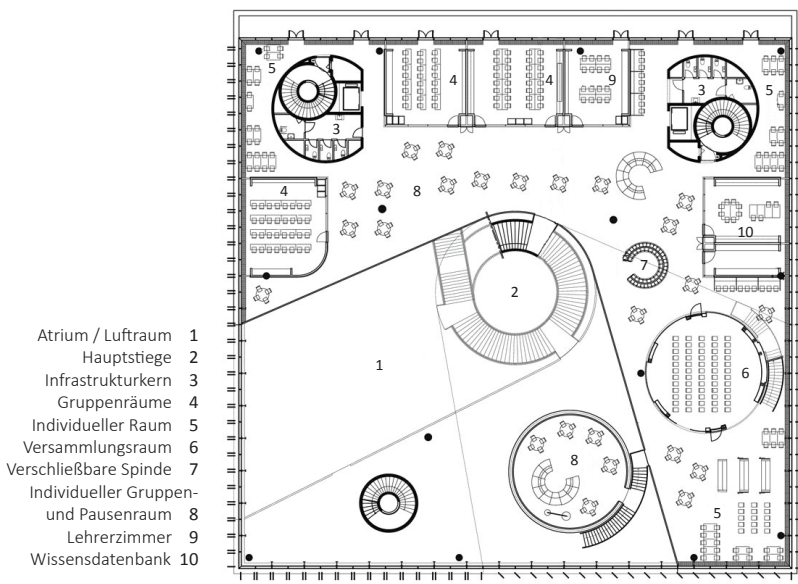 5
4
4
9
3
5
3
4
8
10
7
2
1
6
8
5
Atrium / Luftraum 1
Hauptstiege 2
Infrastrukturkern 3
Gruppenräume 4
Individueller Raum 5
Versammlungsraum 6
Verschließbare Spinde 7
Individueller Gruppen-
und Pausenraum 8
Lehrerzimmer 9
Wissensdatenbank 10